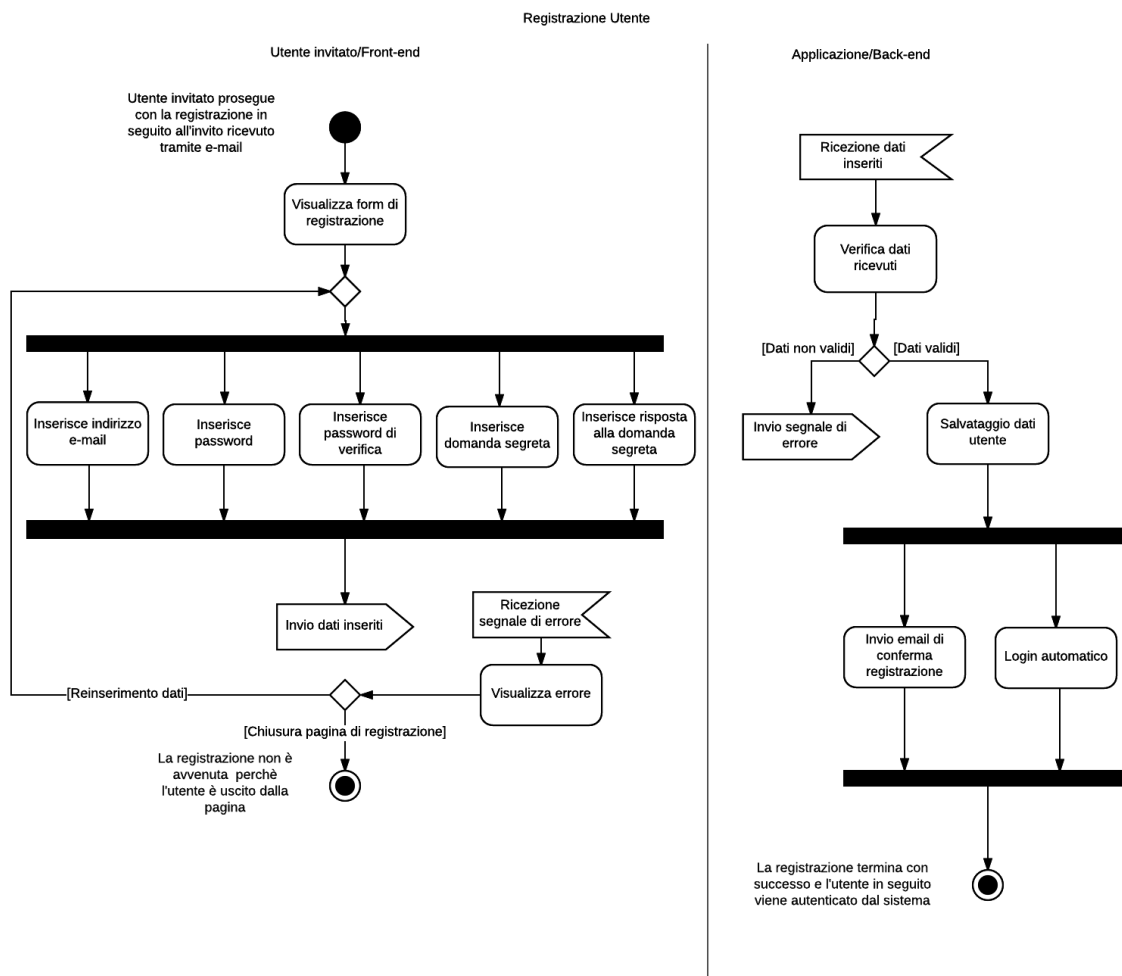 Registrazione Utente
Utente invitato/Front-end
Utente invitato prosegue
con la registrazione in
seguito all'invito ricevuto
tramite e-mail
Visualizza form di
registrazione
Inserisce indirizzo
e-mail
Inserisce
password
Inserisce
password di
verifica
Inserisce
domanda segreta
Inserisce risposta
alla domanda
segreta
Invio dati inseriti
Ricezione
segnale di errore
Visualizza errore
[Reinserimento dati]
[Chiusura pagina di registrazione]
La registrazione non è
avvenuta perchè
l'utente è uscito dalla
pagina
Applicazione/Back-end
Ricezione dati
inseriti
Verifica dati
ricevuti
[Dati non validi]
[Dati validi]
Invio segnale di
errore
Salvataggio dati
utente
Invio email di
conferma
registrazione
Login automatico
La registrazione termina con
successo e l'utente in seguito
viene autenticato dal sistema